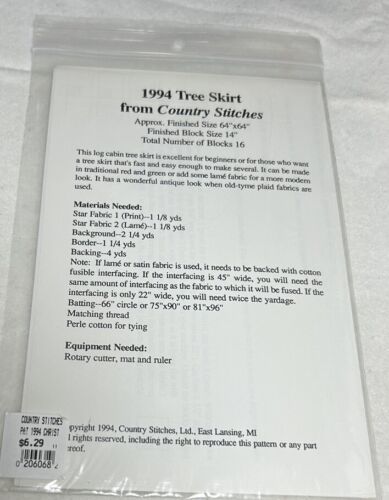 1994 Tree Skirt
from Country Stitches
Approx. Finished Size 64"x64"
Finished Block Size 14"
Total Number of Blocks 16
This log cabin tree skirt is excellent for beginners or for those who want
a tree skirt that's fast and easy enough to make several. It can be made
in traditional red and green or add some lamé fabric for a more modern
look. It has a wonderful antique look when old-tyme plaid fabrics are
used.
Materials Needed:
Star Fabric 1 (Print)--1 1/8 yds
Star Fabric 2 (Lamé)--1 1/8 yds
Background--2 1/4 yds
Border--1 1/4 yds
Backing--4 yds
Note: If lamé or satin fabric is used, it needs to be backed with cotton
fusible interfacing. If the interfacing is 45" wide, you will need the
same amount of interfacing as the fabric to which it will be fused. If the
interfacing is only 22" wide, you will need twice the yardage.
Batting--66" circle or 75"x90" or 81"x96"
Matching thread
Perle cotton for tying
Equipment Needed:
Rotary cutter, mat and ruler
COUNTRY STITCHES
PAT 1994 CHRIST
$6.29
0 206068 2
opyright 1994, Country Stitches, Ltd., East Lansing, MI
l rights reserved, including the right to reproduce this pattern or any part
ereof.